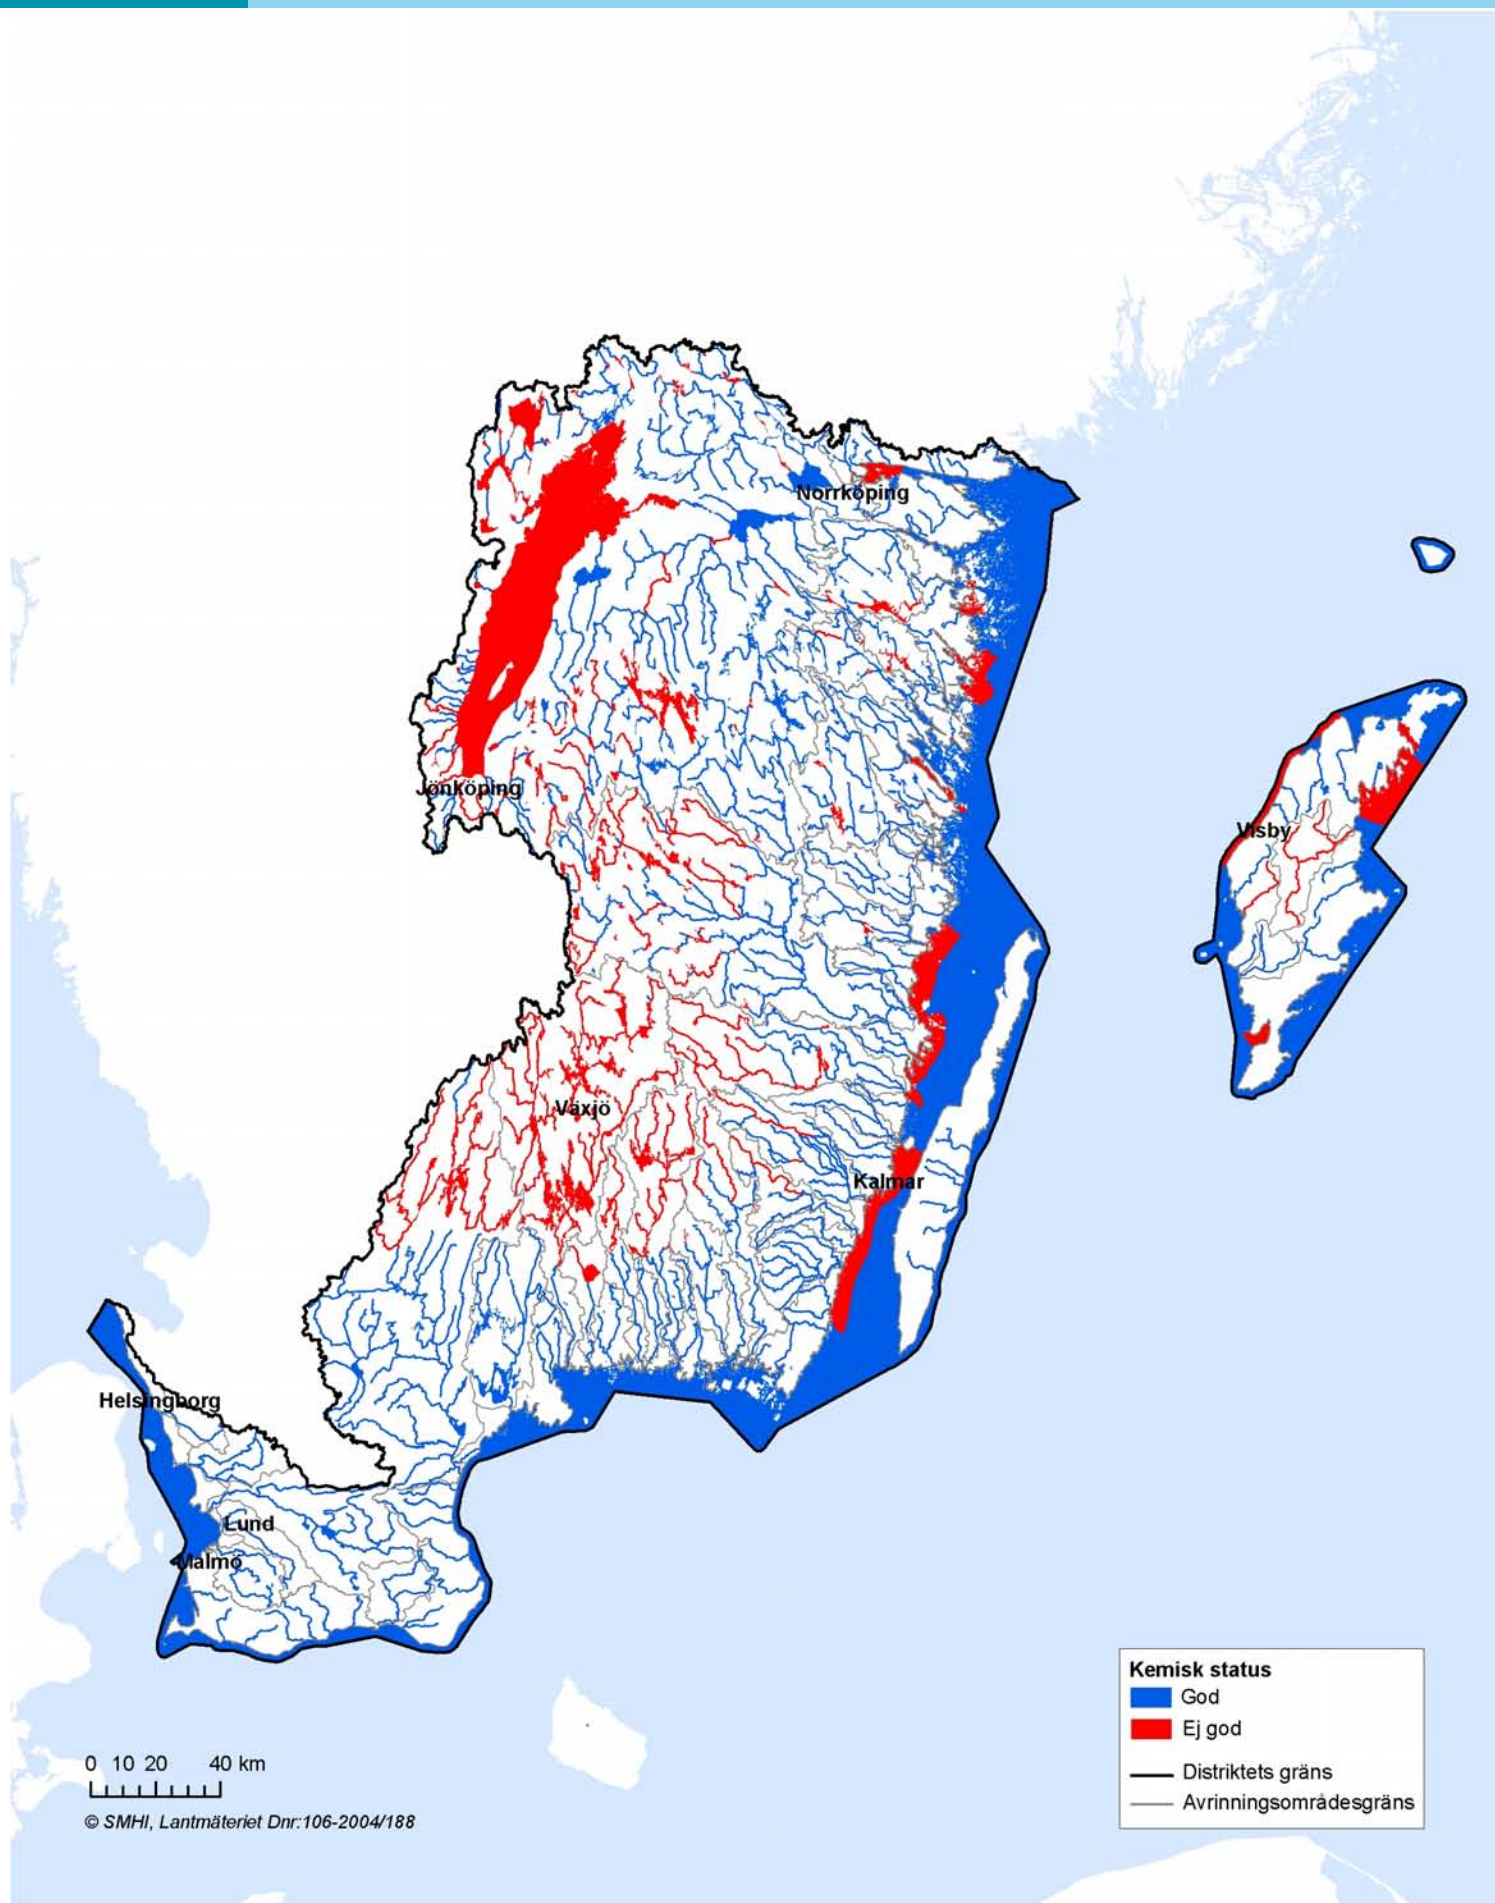 Norrköping
Jönköping
Visby
Växjö
Kalmar
Helsingborg
Lund
Malmö
Kemisk status
God
Ej god
Distriktets gräns
Avrinningsområdesgräns
0 10 20 40 km
© SMHI, Lantmäteriet Dnr:106-2004/188